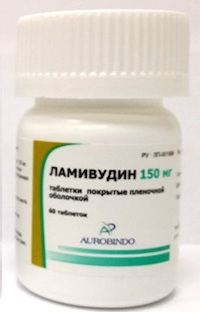 ЛАМИВУДИН 150 мг
таблетки покрытые пленочной
оболочкой
60 таблеток
AUROBINDO